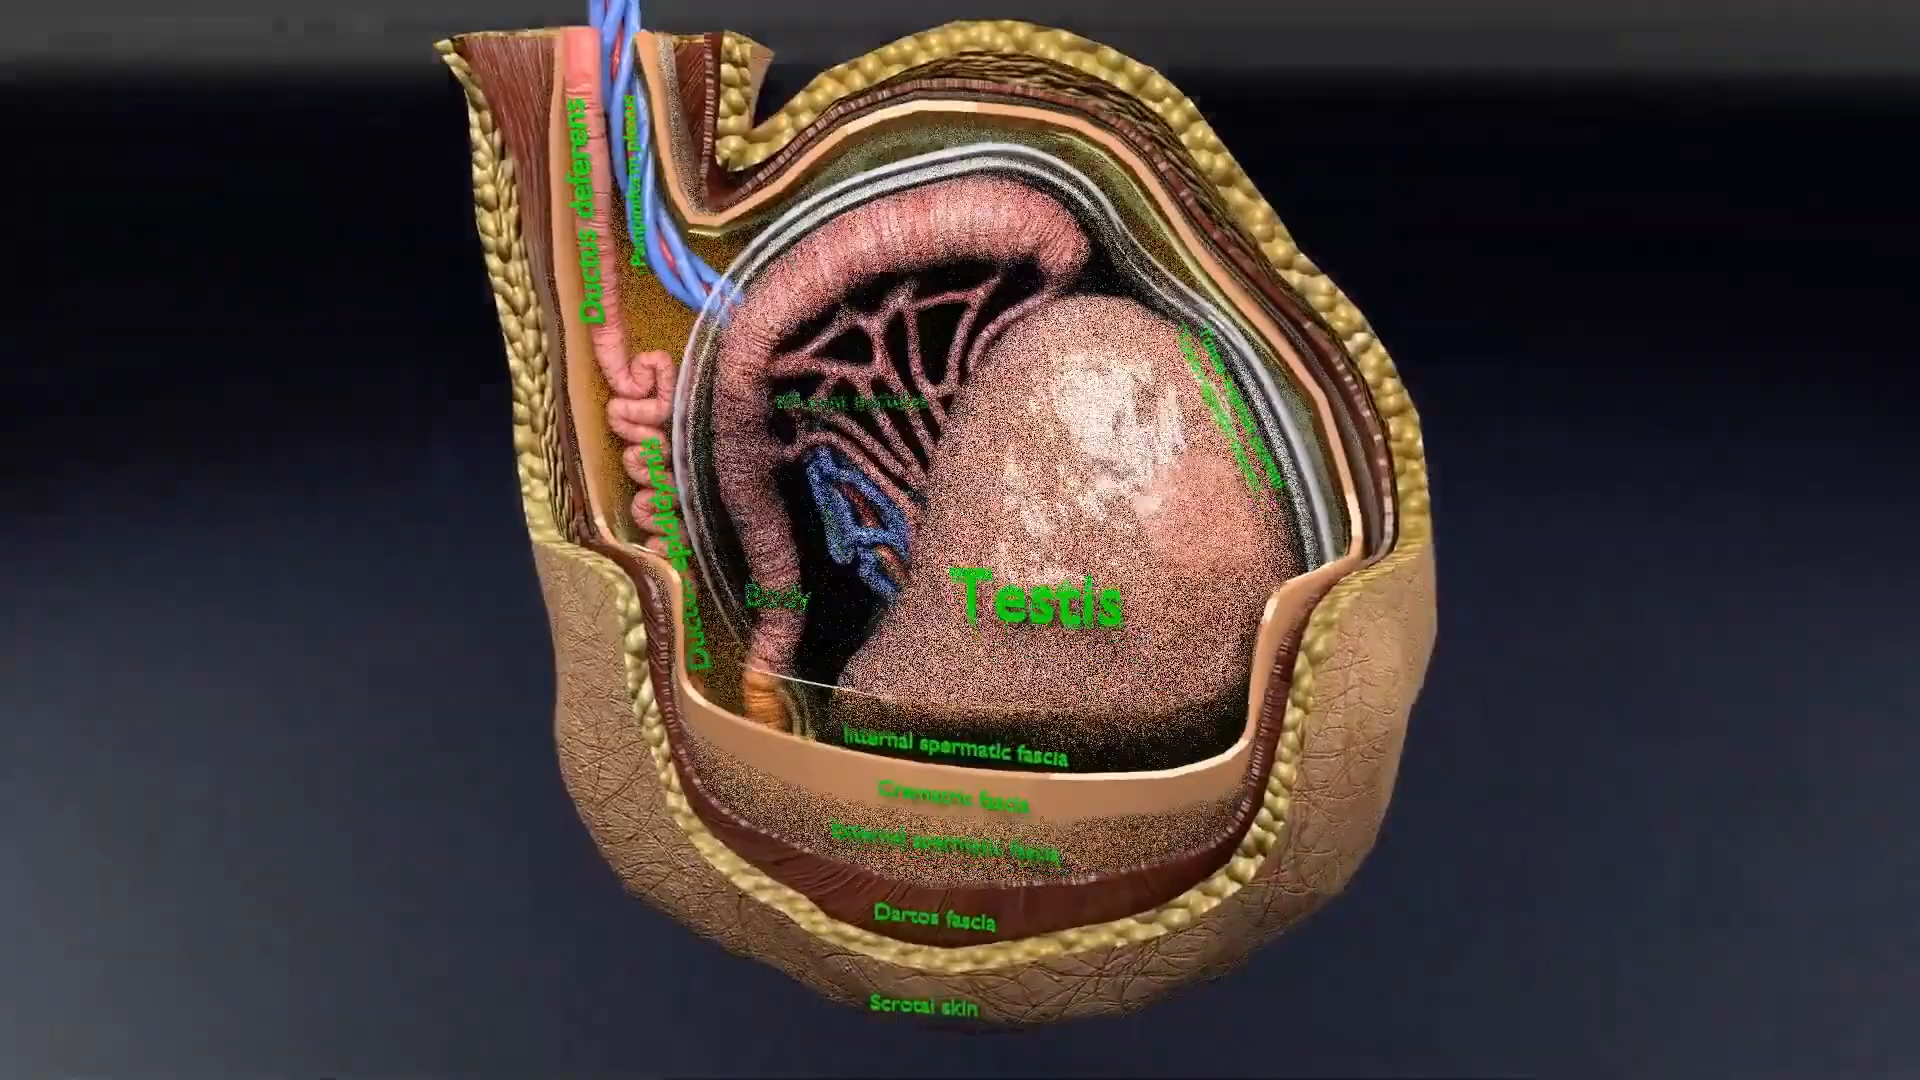 Ductus deferens
Pampiniform plexus
Ductus epididymis
Body
Testis
Internal spermatic fascia
Cremasteric fascia
External spermatic fascia
Dartos fascia
Scrotal skin